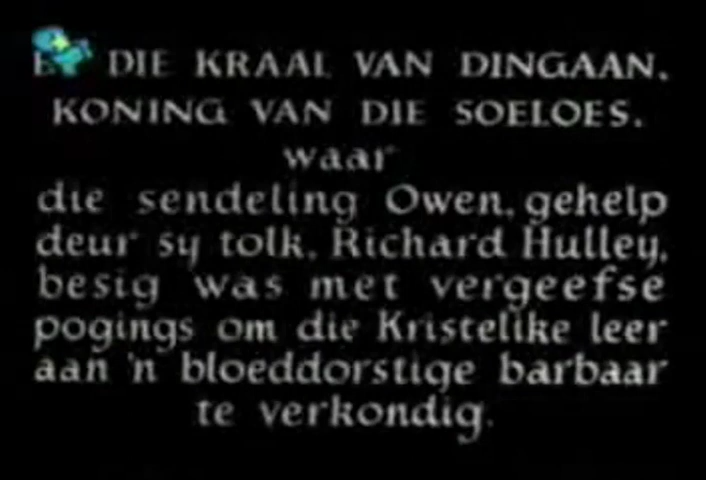 DIE KRAAL VAN DINGAAN.
KONING VAN DIE SOELOES.
waar
die sendeling Owen, gehelp
deur sy tolk, Richard Hulley,
besig was met vergeefse
pogings om die Kristelike leer
aan 'n bloeddorstige barbaar
te verkondig.